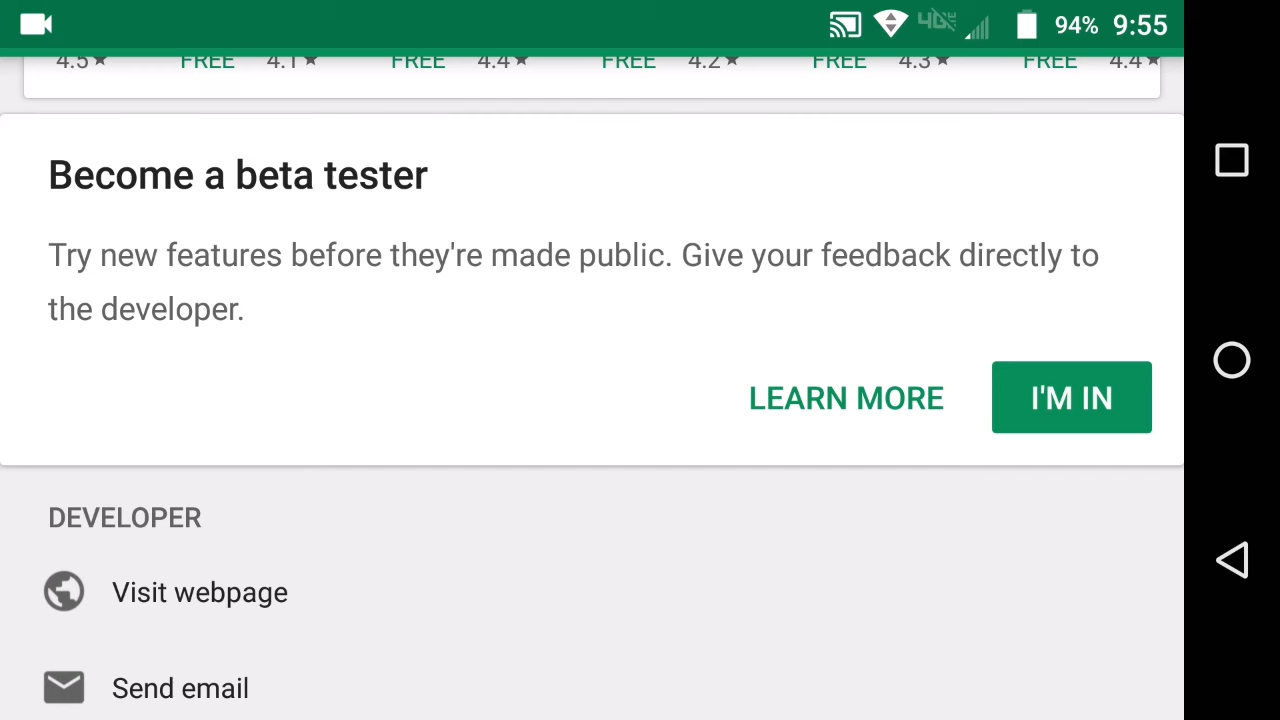 94% 9:55
4.5★ FREE 4.1★ FREE 4.4★ FREE 4.2★ FREE 4.3★ FREE 4.4★
Become a beta tester
Try new features before they're made public. Give your feedback directly to
the developer.
LEARN MORE I'M IN
DEVELOPER
Visit webpage
Send email